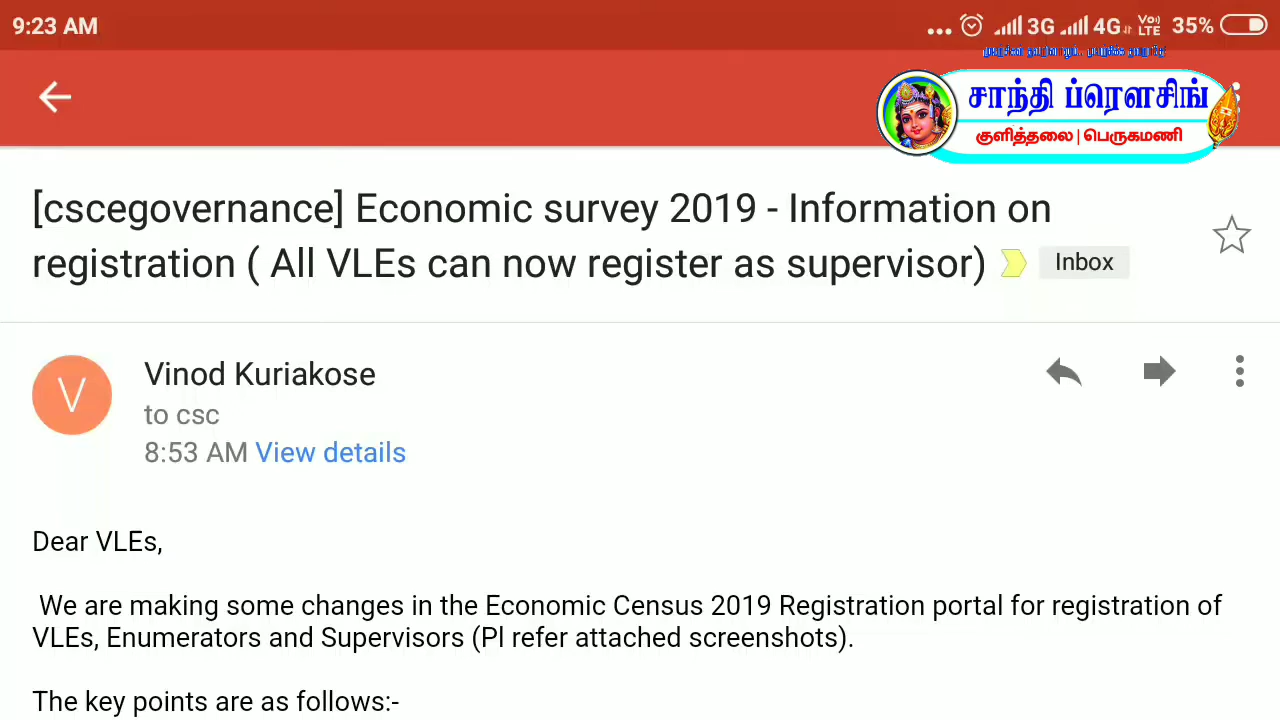 9:23 AM
3G 4G Vo)) LTE 35%
சாந்தி ப்ரௌசிங்
குளித்தலை | பெருகமணி
[cscegovernance] Economic survey 2019 - Information on
registration ( All VLEs can now register as supervisor) Inbox
V
Vinod Kuriakose
to csc
8:53 AM View details
Dear VLEs,
We are making some changes in the Economic Census 2019 Registration portal for registration of
VLEs, Enumerators and Supervisors (Pl refer attached screenshots).
The key points are as follows:-